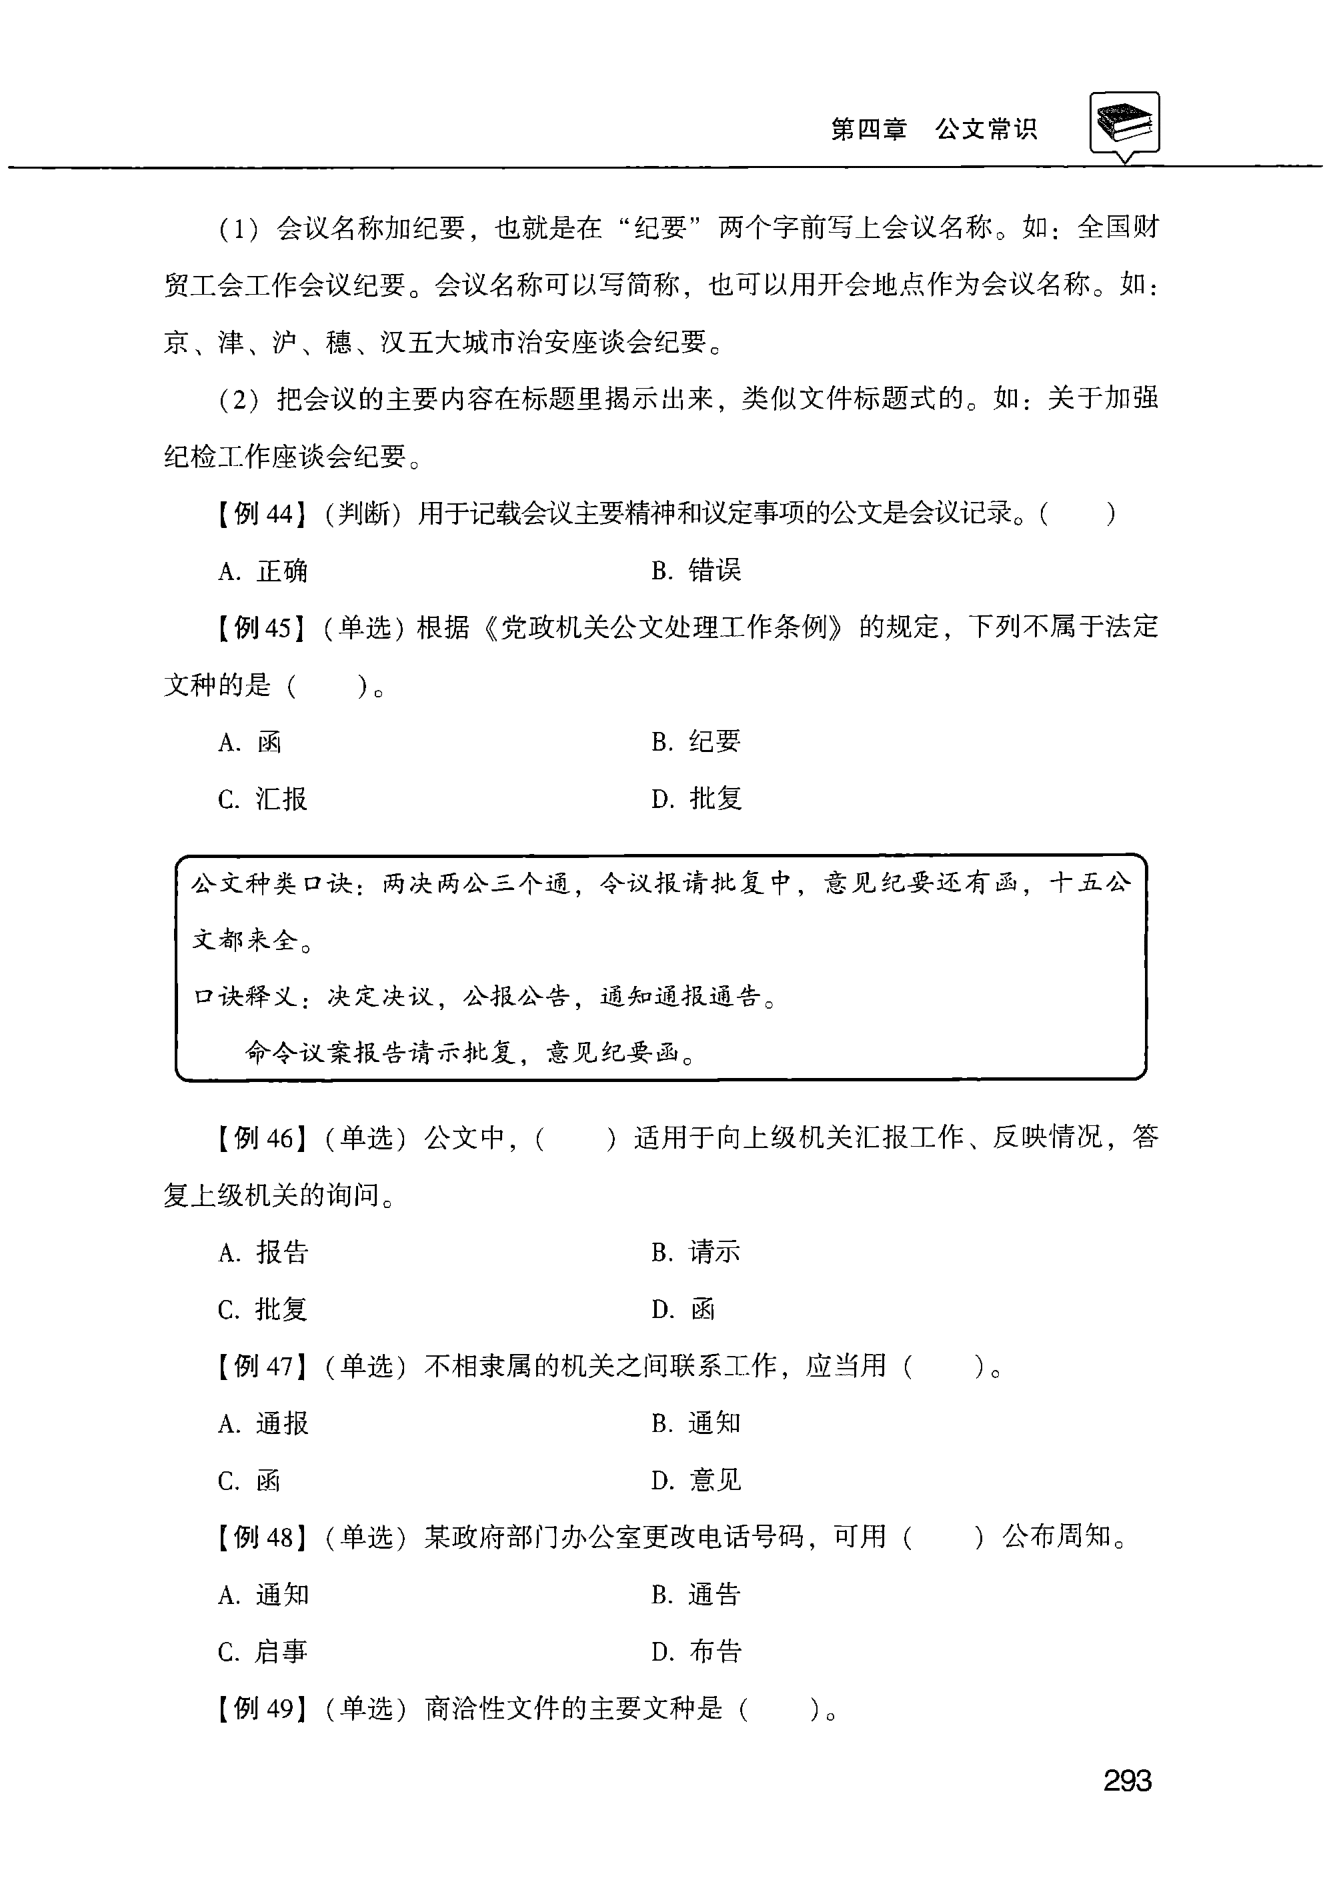 第四章 公文常识
(1) 会议名称加纪要，也就是在“纪要”两个字前写上会议名称。如：全国财
贸工会工作会议纪要。会议名称可以写简称，也可以用开会地点作为会议名称。如：
京、津、沪、穗、汉五大城市治安座谈会纪要。
(2) 把会议的主要内容在标题里揭示出来，类似文件标题式的。如：关于加强
纪检工作座谈会纪要。
【例 44】(判断) 用于记载会议主要精神和议定事项的公文是会议记录。( )
A. 正确 B. 错误
【例 45】(单选) 根据《党政机关公文处理工作条例》的规定，下列不属于法定
文种的是 ( )。
A. 函 B. 纪要
C. 汇报 D. 批复
公文种类口诀：两决两公三个通，令议报请批复中，意见纪要还有函，十五公
文都来全。
口诀释义：决定决议，公报公告，通知通报通告。
命令议案报告请示批复，意见纪要函。
【例 46】(单选) 公文中，( ) 适用于向上级机关汇报工作、反映情况，答
复上级机关的询问。
A. 报告 B. 请示
C. 批复 D. 函
【例 47】(单选) 不相隶属的机关之间联系工作，应当用 ( )。
A. 通报 B. 通知
C. 函 D. 意见
【例 48】(单选) 某政府部门办公室更改电话号码，可用 ( ) 公布周知。
A. 通知 B. 通告
C. 启事 D. 布告
【例 49】(单选) 商洽性文件的主要文种是 ( )。
293